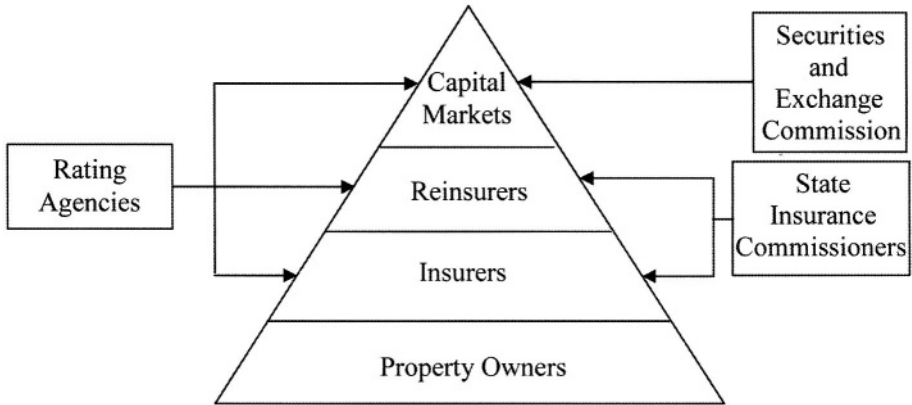 Capital
Markets
Reinsurers
Insurers
Property Owners
Rating
Agencies
Securities
and
Exchange
Commission
State
Insurance
Commissioners